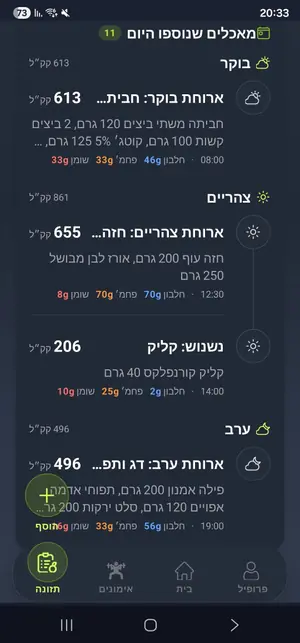 20:33
73
מאכלים שנוספו היום
11
בוקר
613 קק״ל
ארוחת בוקר: חבית...
613 קק״ל
חביתה משתי ביצים 120 גרם, 2 ביצים
קשות 100 גרם, קוטג׳ 5% 125 גרם, ...
08:00 · חלבון 46g פחמ׳ 33g שומן 33g
צהריים
861 קק״ל
ארוחת צהריים: חזה...
655 קק״ל
חזה עוף 200 גרם, אורז לבן מבושל
250 גרם
12:30 · חלבון 70g פחמ׳ 70g שומן 8g
נשנוש: קליק
206 קק״ל
קליק קורנפלקס 40 גרם
14:00 · חלבון 2g פחמ׳ 25g שומן 10g
ערב
496 קק״ל
ארוחת ערב: דג ותפ...
496 קק״ל
פילה אמנון 200 גרם, תפוחי אדמה
אפויים 120 גרם, סלט ירקות 200 גר...
19:00 · חלבון 56g פחמ׳ 33g שומן
הוסף
פרופיל
בית
אימונים
תזונה